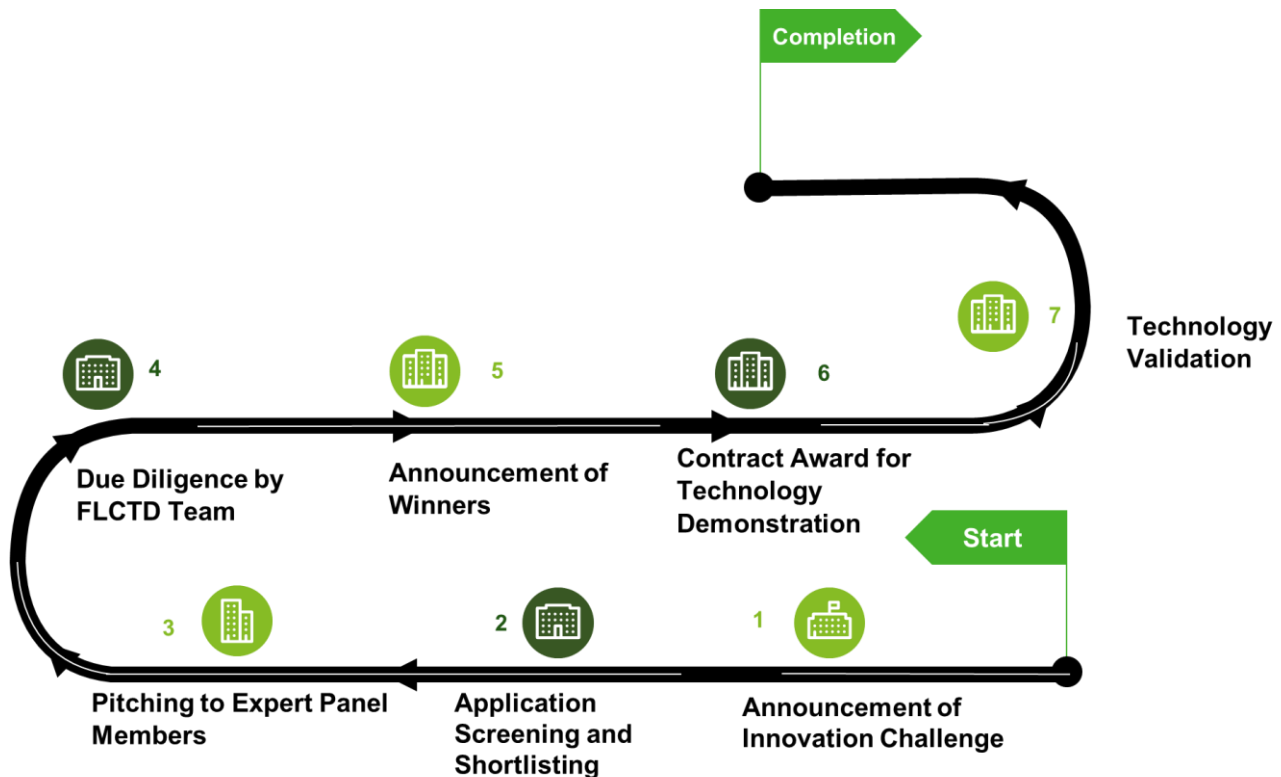 Completion
7
Technology
Validation
4
5
6
Due Diligence by
FLCTD Team
Announcement of
Winners
Contract Award for
Technology
Demonstration
Start
3
2
1
Pitching to Expert Panel
Members
Application
Screening and
Shortlisting
Announcement of
Innovation Challenge